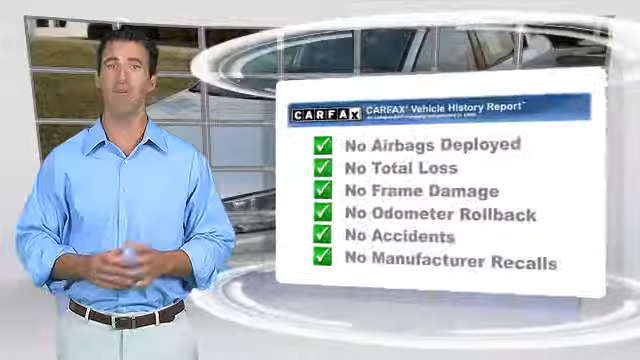 CARFAX CARFAX® Vehicle History Report™
No Airbags Deployed
No Total Loss
No Frame Damage
No Odometer Rollback
No Accidents
No Manufacturer Recalls